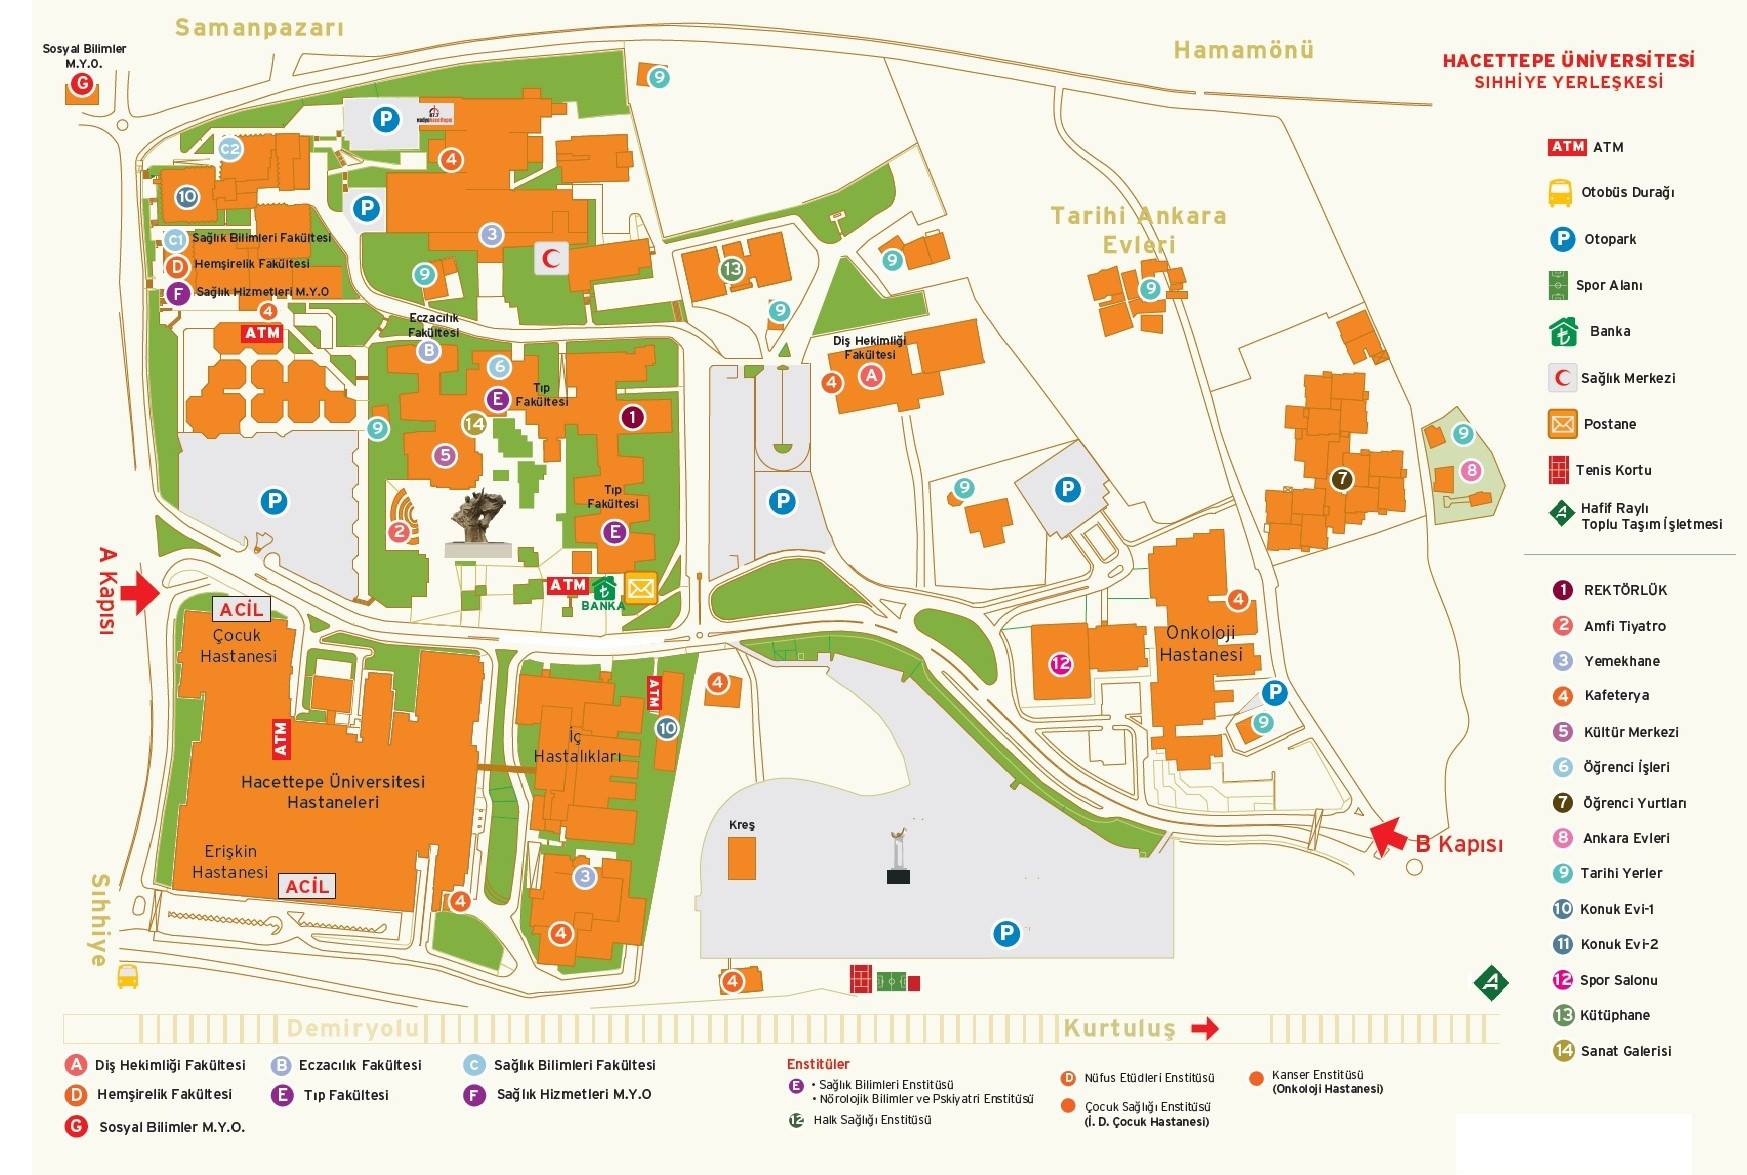 Samanpazarı
Hamamönü
Sosyal Bilimler
M.Y.O.
G
HACETTEPE ÜNİVERSİTESİ
SIHHİYE YERLEŞKESİ
9
P
4
C2
10
P
3
9
C1 Sağlık Bilimleri Fakültesi
D Hemşirelik Fakültesi
F Sağlık Hizmetleri M.Y.O
4
ATM
13
9
9
Tarihi Ankara
Evleri
9
Eczacılık
Fakültesi
B
6
E
Tıp
Fakültesi
14
1
5
9
2
P
Tıp
Fakültesi
E
ATM
BANKA
Diş Hekimliği
Fakültesi
4
A
P
9
P
7
9
8
A Kapısı
ACİL
Çocuk
Hastanesi
ATM
Hacettepe Üniversitesi
Hastaneleri
Erişkin
Hastanesi
ACİL
4
İç
Hastalıkları
ATM
10
4
3
4
Kreş
4
P
12
4
Onkoloji
Hastanesi
P
9
B Kapısı
Sıhhiye
Demiryolu
Kurtuluş
ATM ATM
Otobüs Durağı
P Otopark
Spor Alanı
Banka
Sağlık Merkezi
Postane
Tenis Kortu
Hafif Raylı
Toplu Taşım İşletmesi
1 REKTÖRLÜK
2 Amfi Tiyatro
3 Yemekhane
4 Kafeterya
5 Kültür Merkezi
6 Öğrenci İşleri
7 Öğrenci Yurtları
8 Ankara Evleri
9 Tarihi Yerler
10 Konuk Evi-1
11 Konuk Evi-2
12 Spor Salonu
13 Kütüphane
14 Sanat Galerisi
A Diş Hekimliği Fakültesi
B Eczacılık Fakültesi
C Sağlık Bilimleri Fakültesi
D Hemşirelik Fakültesi
E Tıp Fakültesi
F Sağlık Hizmetleri M.Y.O
G Sosyal Bilimler M.Y.O.
Enstitüler
E • Sağlık Bilimleri Enstitüsü
• Nörolojik Bilimler ve Pskiyatri Enstitüsü
12 Halk Sağlığı Enstitüsü
D Nüfus Etüdleri Enstitüsü
Çocuk Sağlığı Enstitüsü
(İ. D. Çocuk Hastanesi)
Kanser Enstitüsü
(Onkoloji Hastanesi)